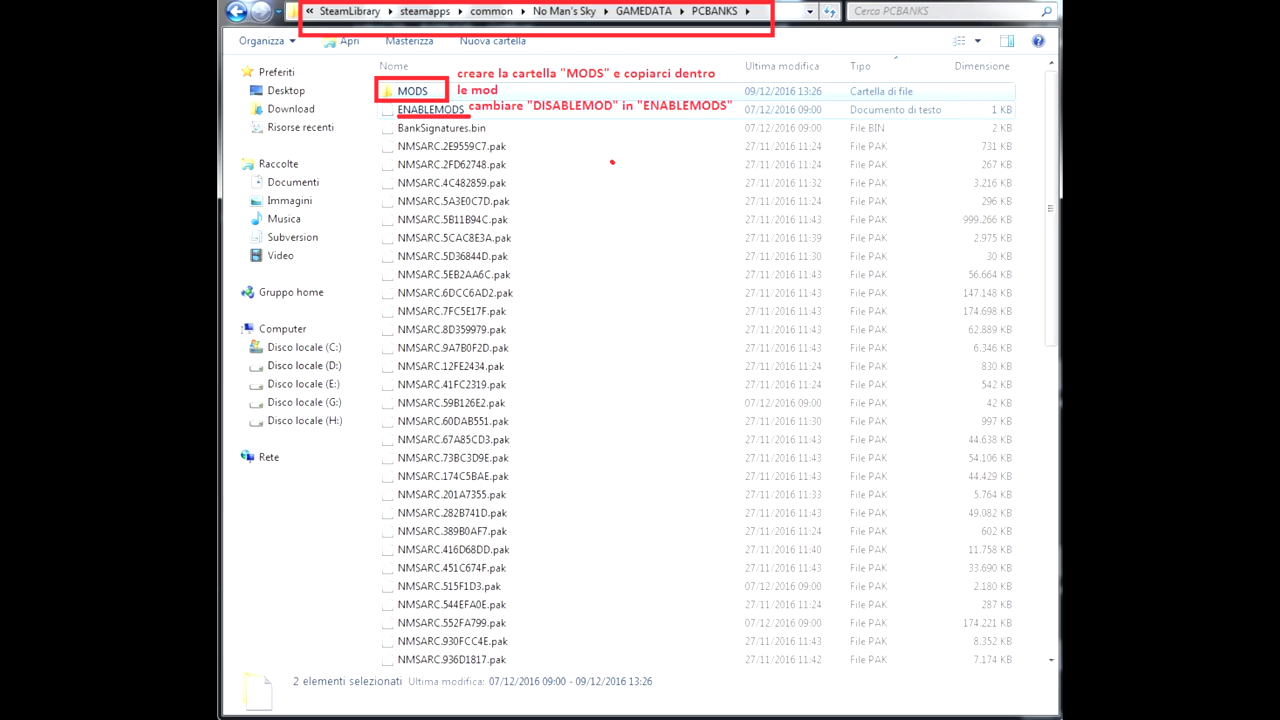 « SteamLibrary steamapps common No Man's Sky GAMEDATA PCBANKS Cerca PCBANKS
Organizza Apri Masterizza Nuova cartella
Nome Ultima modifica Tipo Dimensione
Preferiti
Desktop
Download
Risorse recenti
Raccolte
Documenti
Immagini
Musica
Subversion
Video
Gruppo home
Computer
Disco locale (C:)
Disco locale (D:)
Disco locale (E:)
Disco locale (G:)
Disco locale (H:)
Rete
creare la cartella "MODS" e copiarci dentro
le mod
cambiare "DISABLEMOD" in "ENABLEMODS"
MODS 09/12/2016 13:26 Cartella di file
ENABLEMODS 07/12/2016 09:00 Documento di testo 1 KB
BankSignatures.bin 07/12/2016 09:00 File BIN 2 KB
NMSARC.2E9559C7.pak 27/11/2016 11:24 File PAK 731 KB
NMSARC.2FD62748.pak 27/11/2016 11:24 File PAK 267 KB
NMSARC.4C482859.pak 27/11/2016 11:32 File PAK 3.216 KB
NMSARC.5A3E0C7D.pak 27/11/2016 11:24 File PAK 296 KB
NMSARC.5B11B94C.pak 27/11/2016 11:43 File PAK 999.266 KB
NMSARC.5CAC8E3A.pak 27/11/2016 11:39 File PAK 2.975 KB
NMSARC.5D36844D.pak 27/11/2016 11:30 File PAK 30 KB
NMSARC.5EB2AA6C.pak 27/11/2016 11:43 File PAK 56.664 KB
NMSARC.6DCC6AD2.pak 27/11/2016 11:43 File PAK 147.148 KB
NMSARC.7FC5E17F.pak 27/11/2016 11:43 File PAK 174.698 KB
NMSARC.8D359979.pak 27/11/2016 11:43 File PAK 62.889 KB
NMSARC.9A7B0F2D.pak 27/11/2016 11:43 File PAK 6.346 KB
NMSARC.12FE2434.pak 27/11/2016 11:24 File PAK 830 KB
NMSARC.41FC2319.pak 27/11/2016 11:24 File PAK 542 KB
NMSARC.59B126E2.pak 07/12/2016 09:00 File PAK 42 KB
NMSARC.60DAB551.pak 27/11/2016 11:30 File PAK 997 KB
NMSARC.67A85CD3.pak 27/11/2016 11:43 File PAK 44.638 KB
NMSARC.73BC3D9E.pak 27/11/2016 11:43 File PAK 54.106 KB
NMSARC.174C5BAE.pak 27/11/2016 11:43 File PAK 44.429 KB
NMSARC.201A7355.pak 27/11/2016 11:33 File PAK 5.764 KB
NMSARC.282B741D.pak 27/11/2016 11:43 File PAK 49.082 KB
NMSARC.389B0AF7.pak 27/11/2016 11:24 File PAK 602 KB
NMSARC.416D68DD.pak 27/11/2016 11:40 File PAK 11.758 KB
NMSARC.451C674F.pak 27/11/2016 11:43 File PAK 33.690 KB
NMSARC.515F1D3.pak 07/12/2016 09:00 File PAK 2.180 KB
NMSARC.544EFA0E.pak 27/11/2016 11:24 File PAK 287 KB
NMSARC.552FA799.pak 07/12/2016 09:00 File PAK 174.221 KB
NMSARC.930FCC4E.pak 27/11/2016 11:43 File PAK 8.352 KB
NMSARC.936D1817.pak 27/11/2016 11:42 File PAK 7.174 KB
2 elementi selezionati Ultima modifica: 07/12/2016 09:00 - 09/12/2016 13:26